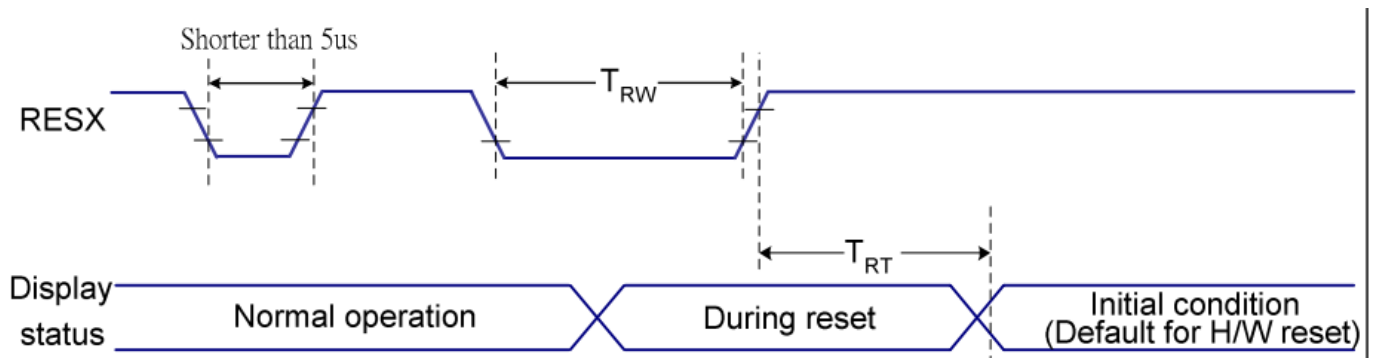 Shorter than 5us
TRW
RESX
TRT
Display
status
Normal operation
During reset
Initial condition
(Default for H/W reset)